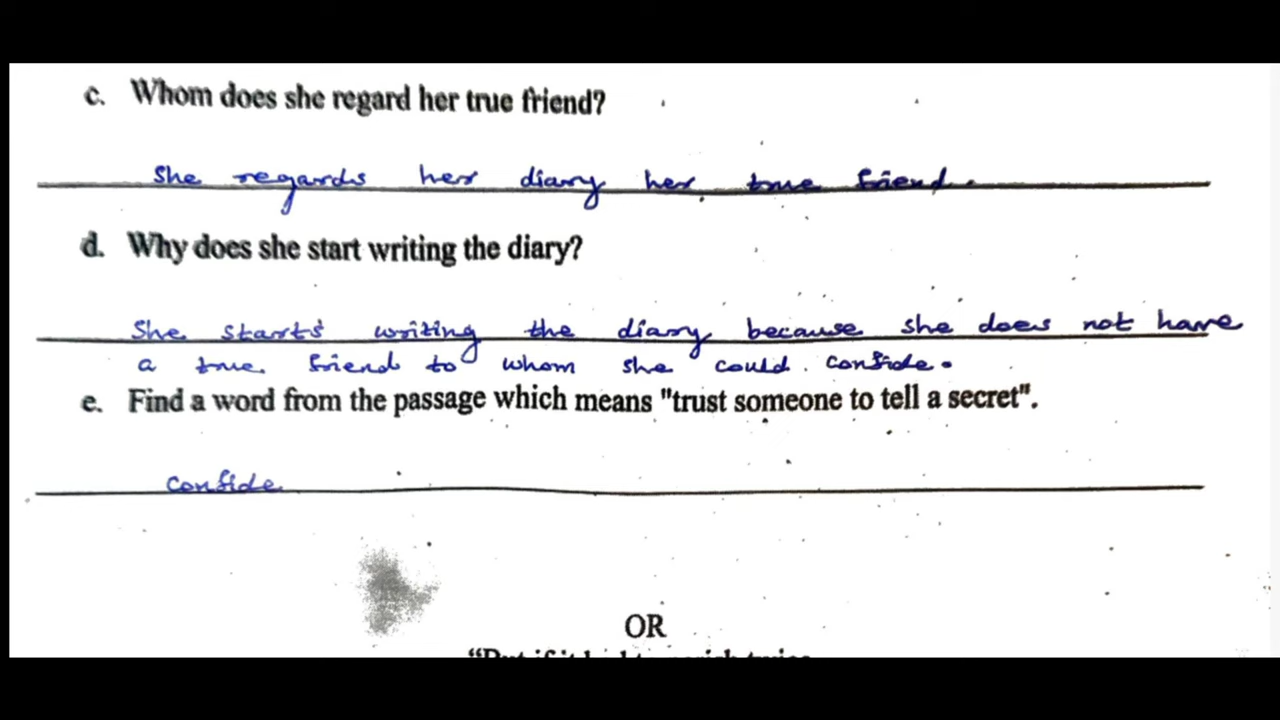 c. Whom does she regard her true friend?
She regards her diary her true friend.
d. Why does she start writing the diary?
She starts writing the diary because she does not have
a true friend to whom she could confide.
e. Find a word from the passage which means "trust someone to tell a secret".
confide
OR